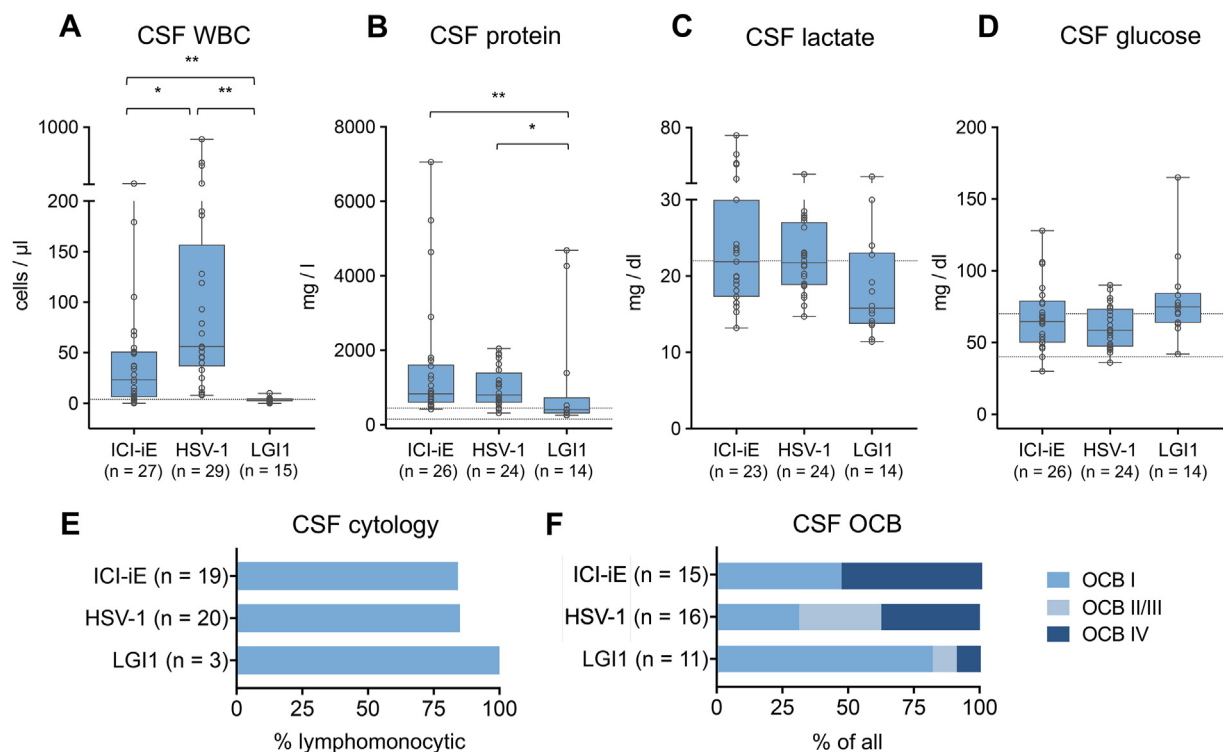 A
CSF WBC
**
*
**
cells / µl
1000
200
150
100
50
0
ICI-iE
HSV-1
LGI1
(n = 27)
(n = 29)
(n = 15)
B
CSF protein
**
*
mg / l
8000
6000
4000
2000
0
ICI-iE
HSV-1
LGI1
(n = 26)
(n = 24)
(n = 14)
C
CSF lactate
mg / dl
80
30
20
10
0
ICI-iE
HSV-1
LGI1
(n = 23)
(n = 24)
(n = 14)
D
CSF glucose
mg / dl
200
150
100
50
0
ICI-iE
HSV-1
LGI1
(n = 26)
(n = 24)
(n = 14)
E
CSF cytology
ICI-iE (n = 19)
HSV-1 (n = 20)
LGI1 (n = 3)
0 25 50 75 100
% lymphomonocytic
F
CSF OCB
ICI-iE (n = 15)
HSV-1 (n = 16)
LGI1 (n = 11)
0 25 50 75 100
% of all
OCB I
OCB II/III
OCB IV